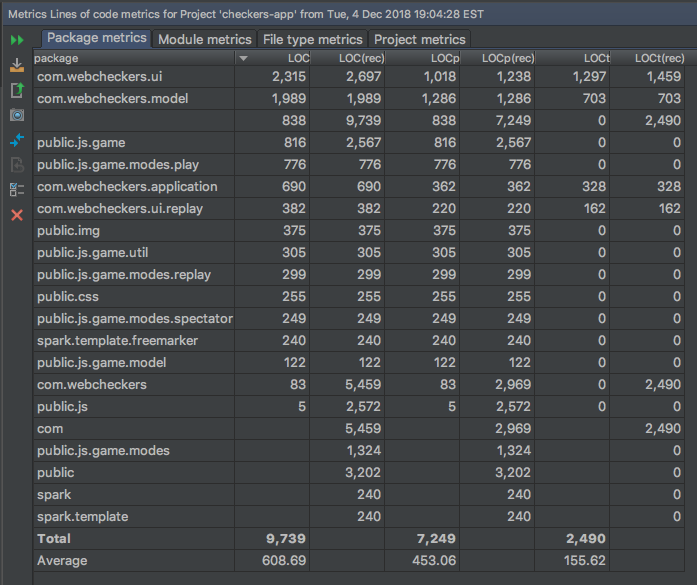 Metrics Lines of code metrics for Project 'checkers-app' from Tue, 4 Dec 2018 19:04:28 EST
Package metrics Module metrics File type metrics Project metrics
package LOC LOC(rec) LOCp LOCp(rec) LOCt LOCt(rec)
com.webcheckers.ui 2,315 2,697 1,018 1,238 1,297 1,459
com.webcheckers.model 1,989 1,989 1,286 1,286 703 703
838 9,739 838 7,249 0 2,490
public.js.game 816 2,567 816 2,567 0 0
public.js.game.modes.play 776 776 776 776 0 0
com.webcheckers.application 690 690 362 362 328 328
com.webcheckers.ui.replay 382 382 220 220 162 162
public.img 375 375 375 375 0 0
public.js.game.util 305 305 305 305 0 0
public.js.game.modes.replay 299 299 299 299 0 0
public.css 255 255 255 255 0 0
public.js.game.modes.spectator 249 249 249 249 0 0
spark.template.freemarker 240 240 240 240 0 0
public.js.game.model 122 122 122 122 0 0
com.webcheckers 83 5,459 83 2,969 0 2,490
public.js 5 2,572 5 2,572 0 0
com 5,459 2,969 2,490
public.js.game.modes 1,324 1,324 0
public 3,202 3,202 0
spark 240 240 0
spark.template 240 240 0
Total 9,739 7,249 2,490
Average 608.69 453.06 155.62